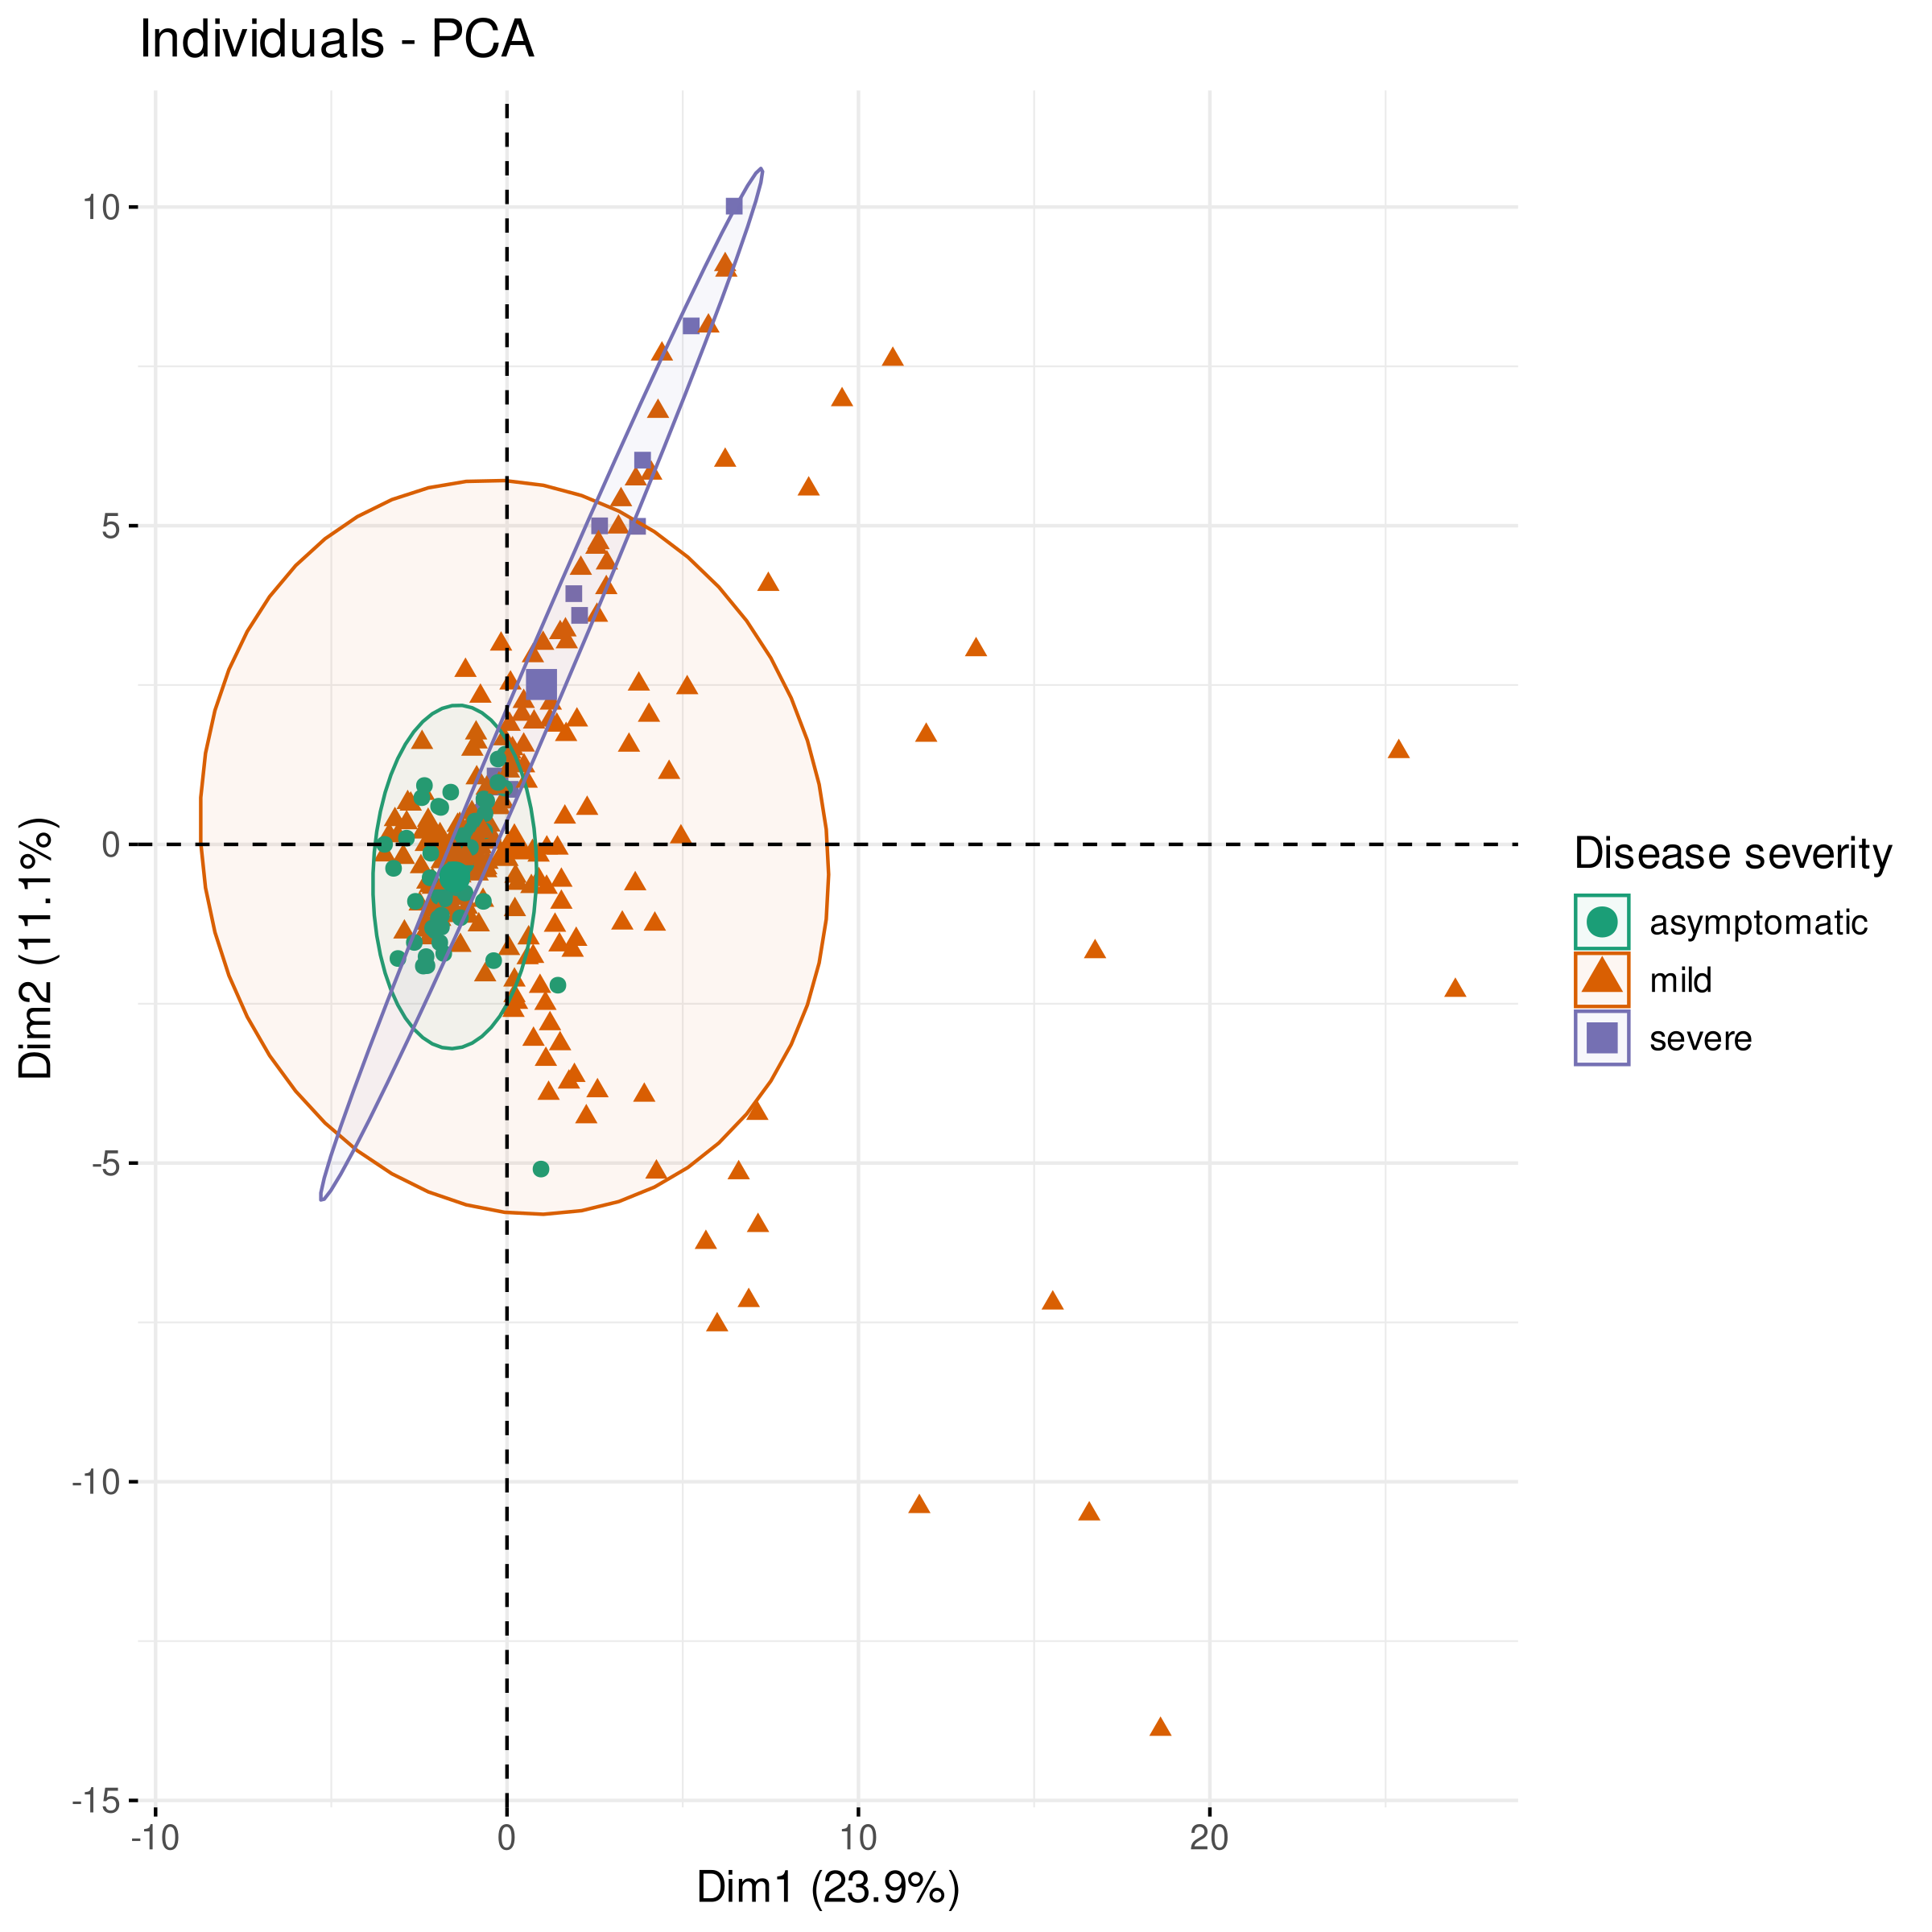 Individuals - PCA
10
5
0
-5
-10
-15
Dim2 (11.1%)
-10
0
10
20
Dim1 (23.9%)
Disease severity
asymptomatic
mild
severe